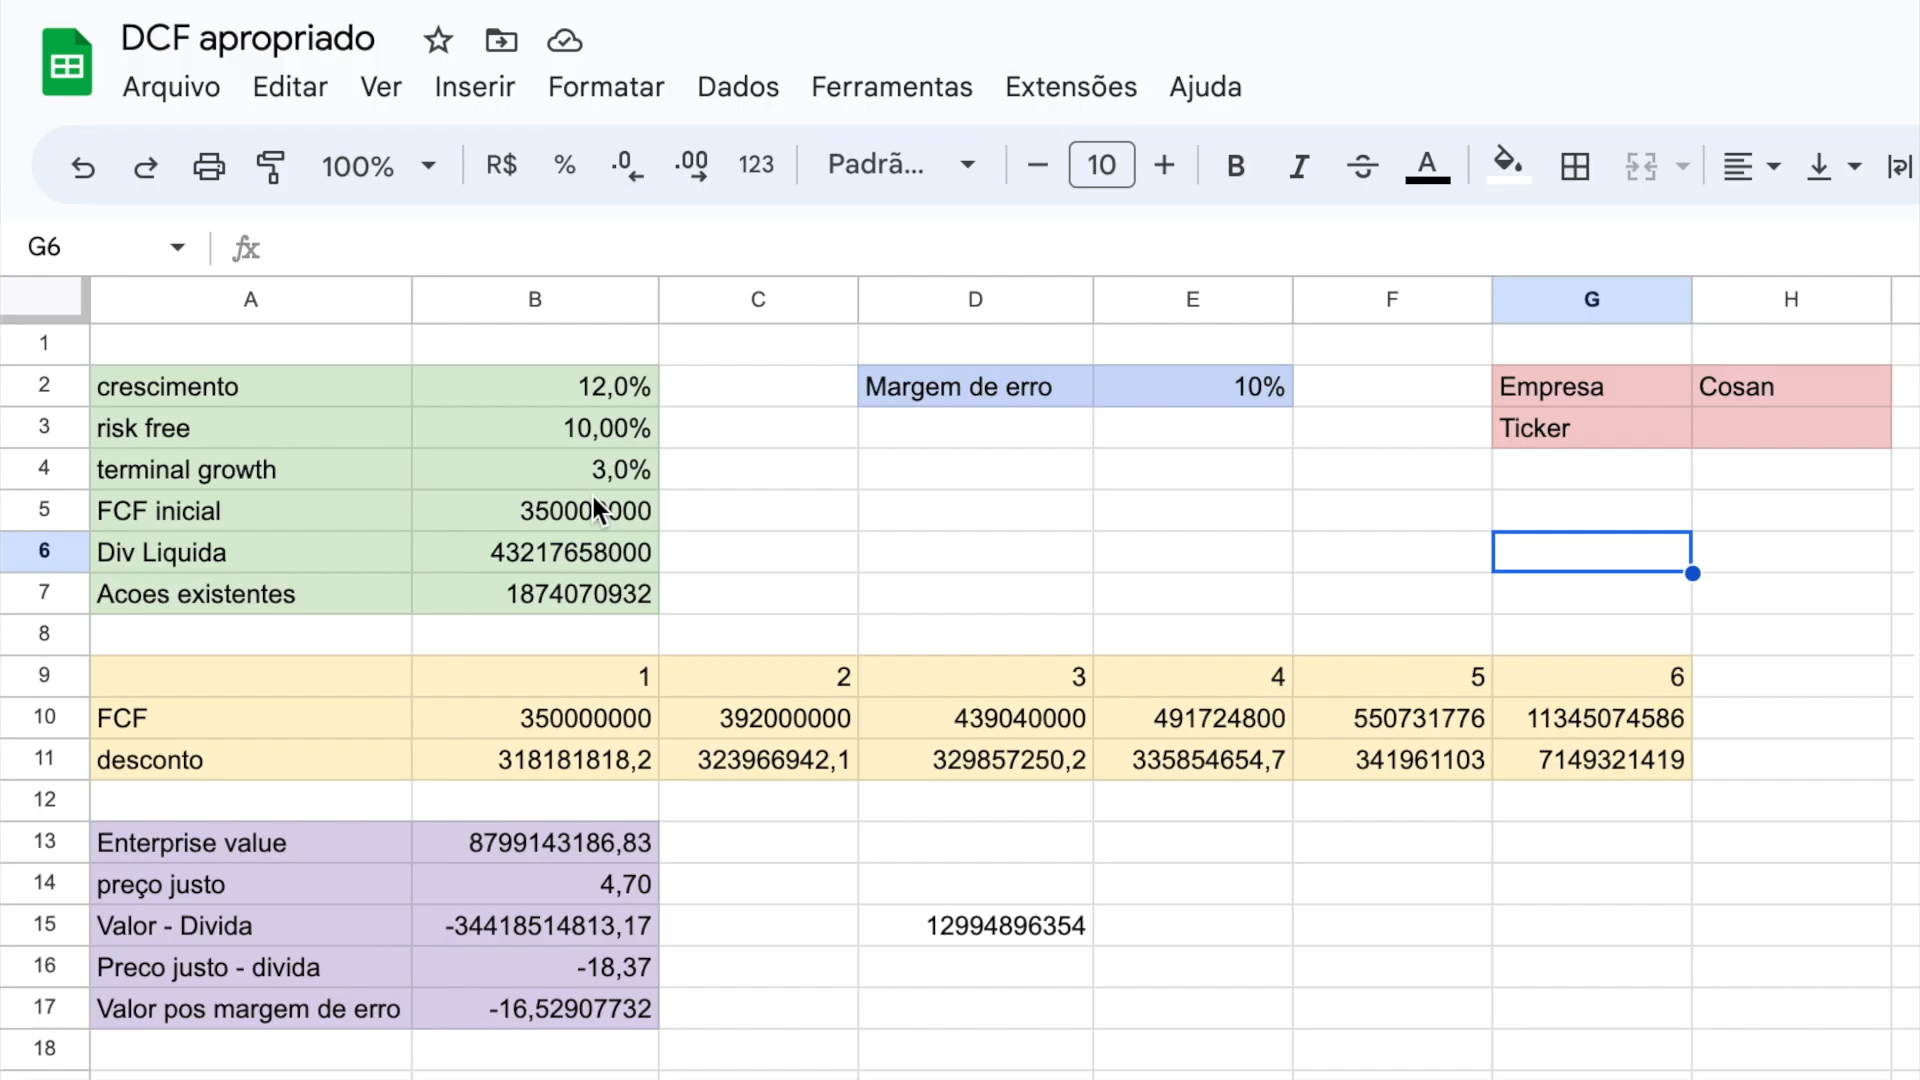 DCF apropriado
Arquivo Editar Ver Inserir Formatar Dados Ferramentas Extensões Ajuda
100% R$ % .0 .00 123 Padrã... 10 B I S A
G6 fx
A B C D E F G H
1
2 crescimento 12,0% Margem de erro 10% Empresa Cosan
3 risk free 10,00% Ticker
4 terminal growth 3,0%
5 FCF inicial 350000000
6 Div Liquida 43217658000
7 Acoes existentes 1874070932
8
9 1 2 3 4 5 6
10 FCF 350000000 392000000 439040000 491724800 550731776 11345074586
11 desconto 318181818,2 323966942,1 329857250,2 335854654,7 341961103 7149321419
12
13 Enterprise value 8799143186,83
14 preço justo 4,70
15 Valor - Divida -34418514813,17 12994896354
16 Preco justo - divida -18,37
17 Valor pos margem de erro -16,52907732
18